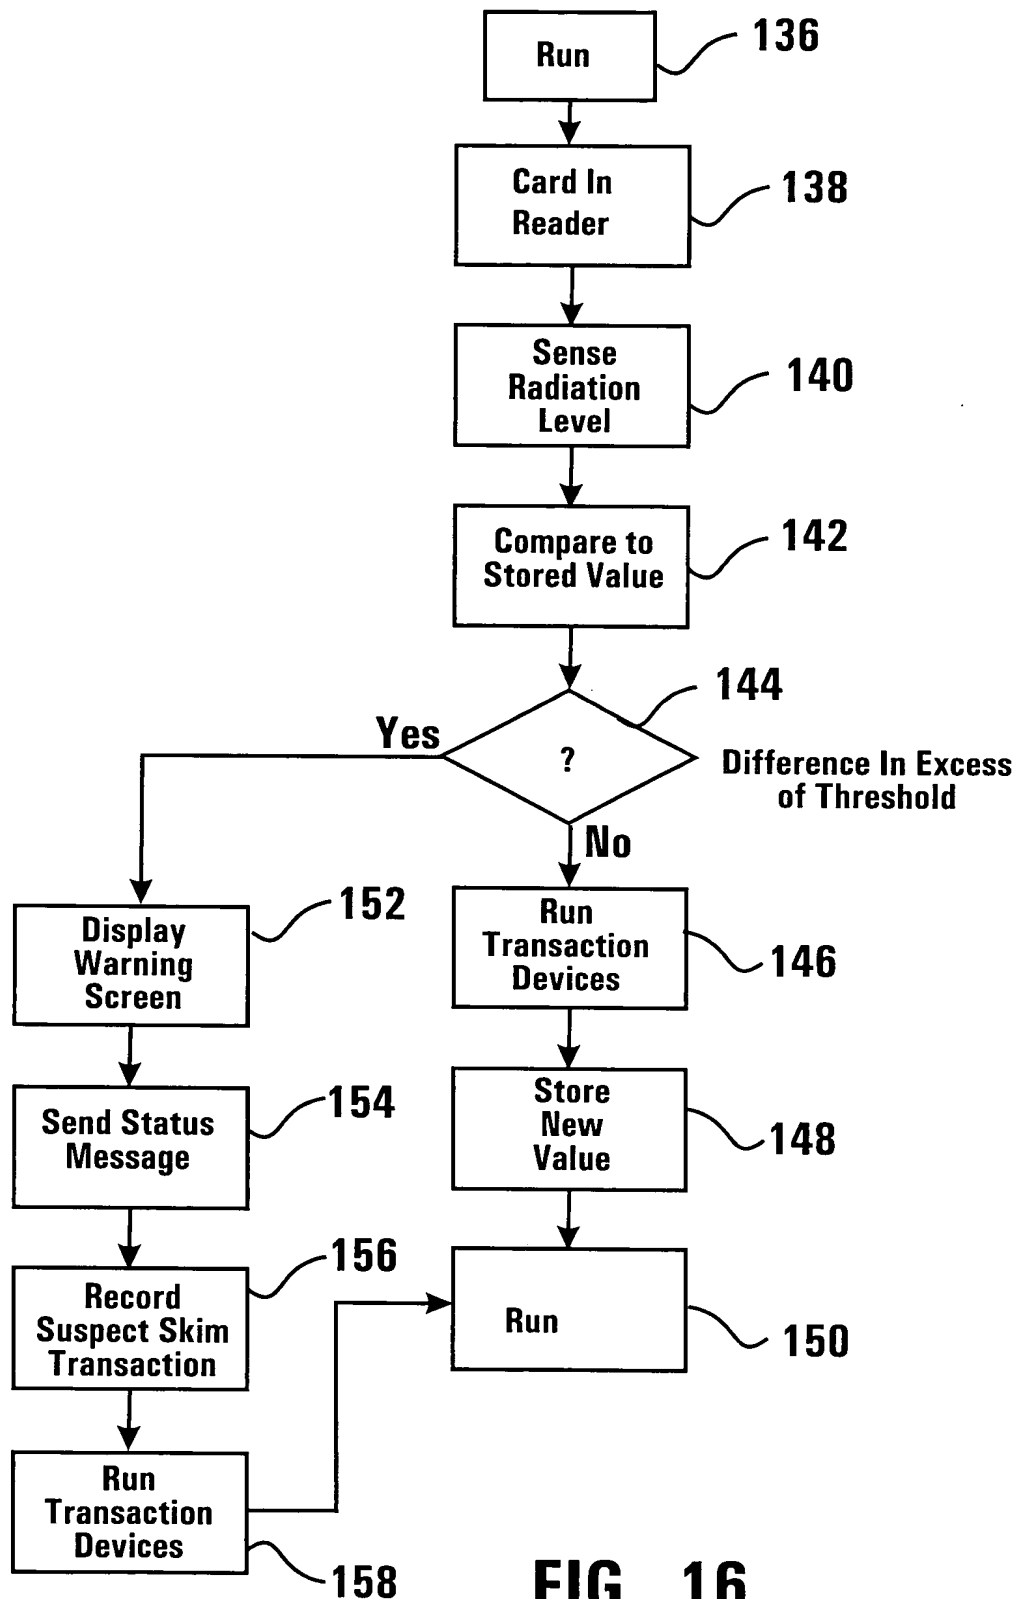 Run
136
Card In
Reader
138
Sense
Radiation
Level
140
Compare to
Stored Value
142
144
Yes
?
Difference In Excess
of Threshold
No
Run
Transaction
Devices
146
Display
Warning
Screen
152
Store
New
Value
148
Send Status
Message
154
Run
150
Record
Suspect Skim
Transaction
156
Run
Transaction
Devices
158
FIG 16